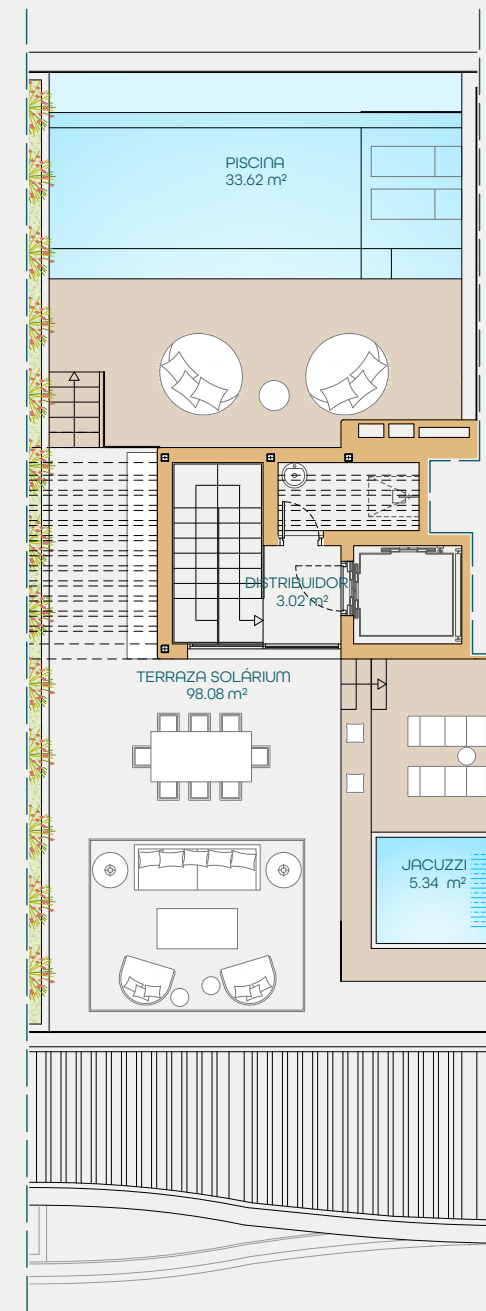 PISCINA
33.62 m²
DISTRIBUIDOR
3.02 m²
TERRAZA SOLÁRIUM
98.08 m²
JACUZZI
5.34 m²